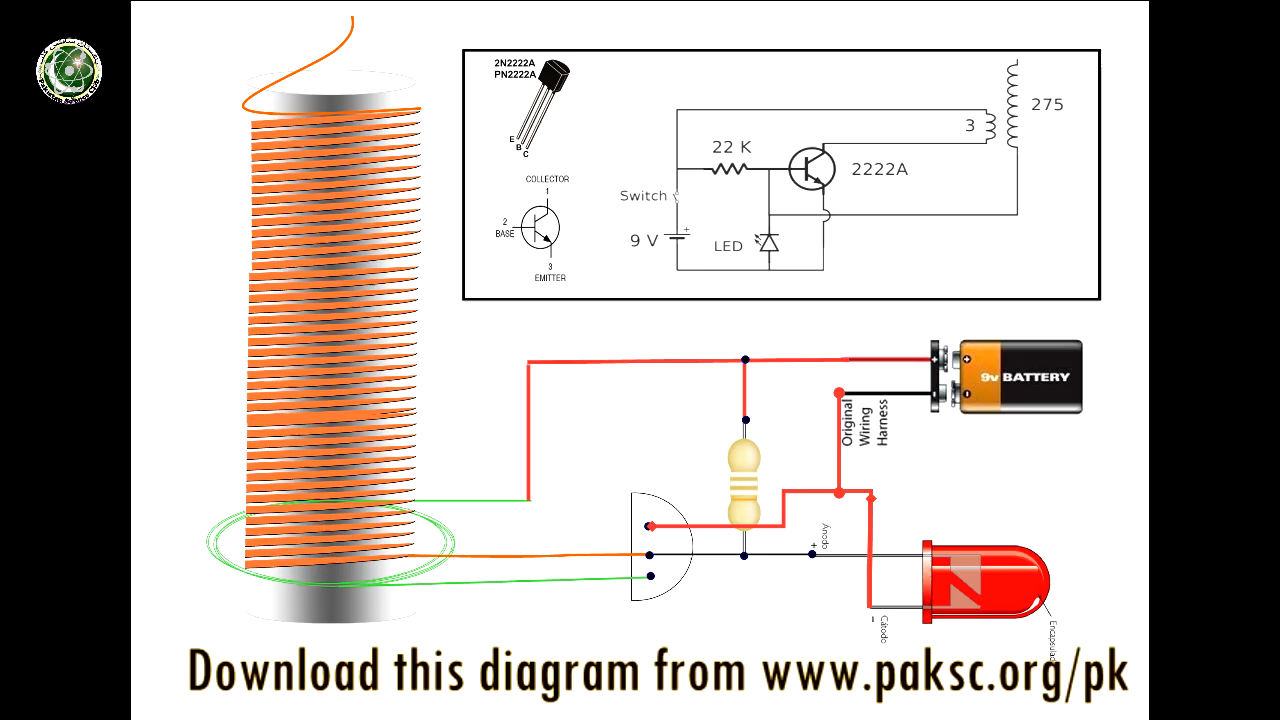 2N2222A
PN2222A
E
B
C
COLLECTOR
1
2
BASE
3
EMITTER
275
3
22 K
2222A
Switch
9 V
+
LED
9v BATTERY
+
-
Original
Wiring
Harness
Anodo
+
-
Cátodo
Download this diagram from www.paksc.org/pk